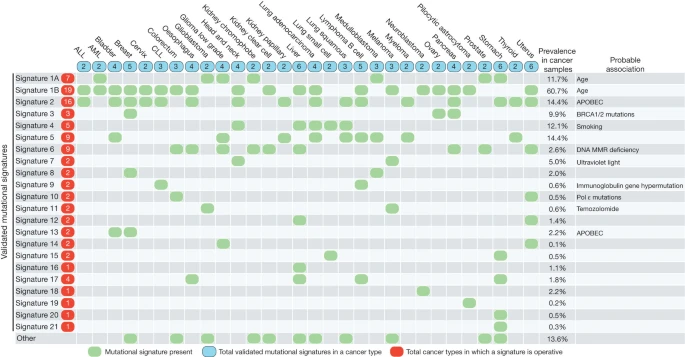 ALL
AML
Bladder
Breast
Cervix
CLL
Colorectum
Oesophagus
Glioblastoma
Glioma low grade
Head and neck
Kidney chromophobe
Kidney clear cell
Kidney papillary
Liver
Lung adenocarcinoma
Lung small cell
Lung squamous
Lymphoma B cell
Medulloblastoma
Melanoma
Myeloma
Neuroblastoma
Ovary
Pancreas
Pilocytic astrocytoma
Prostate
Stomach
Thyroid
Uterus
Prevalence
in cancer
samples
Probable
association
Validated mutational signatures
Signature 1A 7 11.7% Age
Signature 1B 19 60.7% Age
Signature 2 16 14.4% APOBEC
Signature 3 3 9.9% BRCA1/2 mutations
Signature 4 5 12.1% Smoking
Signature 5 9 14.4%
Signature 6 9 2.6% DNA MMR deficiency
Signature 7 2 5.0% Ultraviolet light
Signature 8 2 2.0%
Signature 9 2 0.6% Immunoglobulin gene hypermutation
Signature 10 2 0.5% Pol ε mutations
Signature 11 2 0.6% Temozolomide
Signature 12 2 1.4%
Signature 13 2 2.2% APOBEC
Signature 14 2 0.1%
Signature 15 2 0.5%
Signature 16 1 1.1%
Signature 17 4 1.8%
Signature 18 1 2.2%
Signature 19 1 0.2%
Signature 20 1 0.5%
Signature 21 1 0.3%
Other 13.6%
Mutational signature present
Total validated mutational signatures in a cancer type
Total cancer types in which a signature is operative